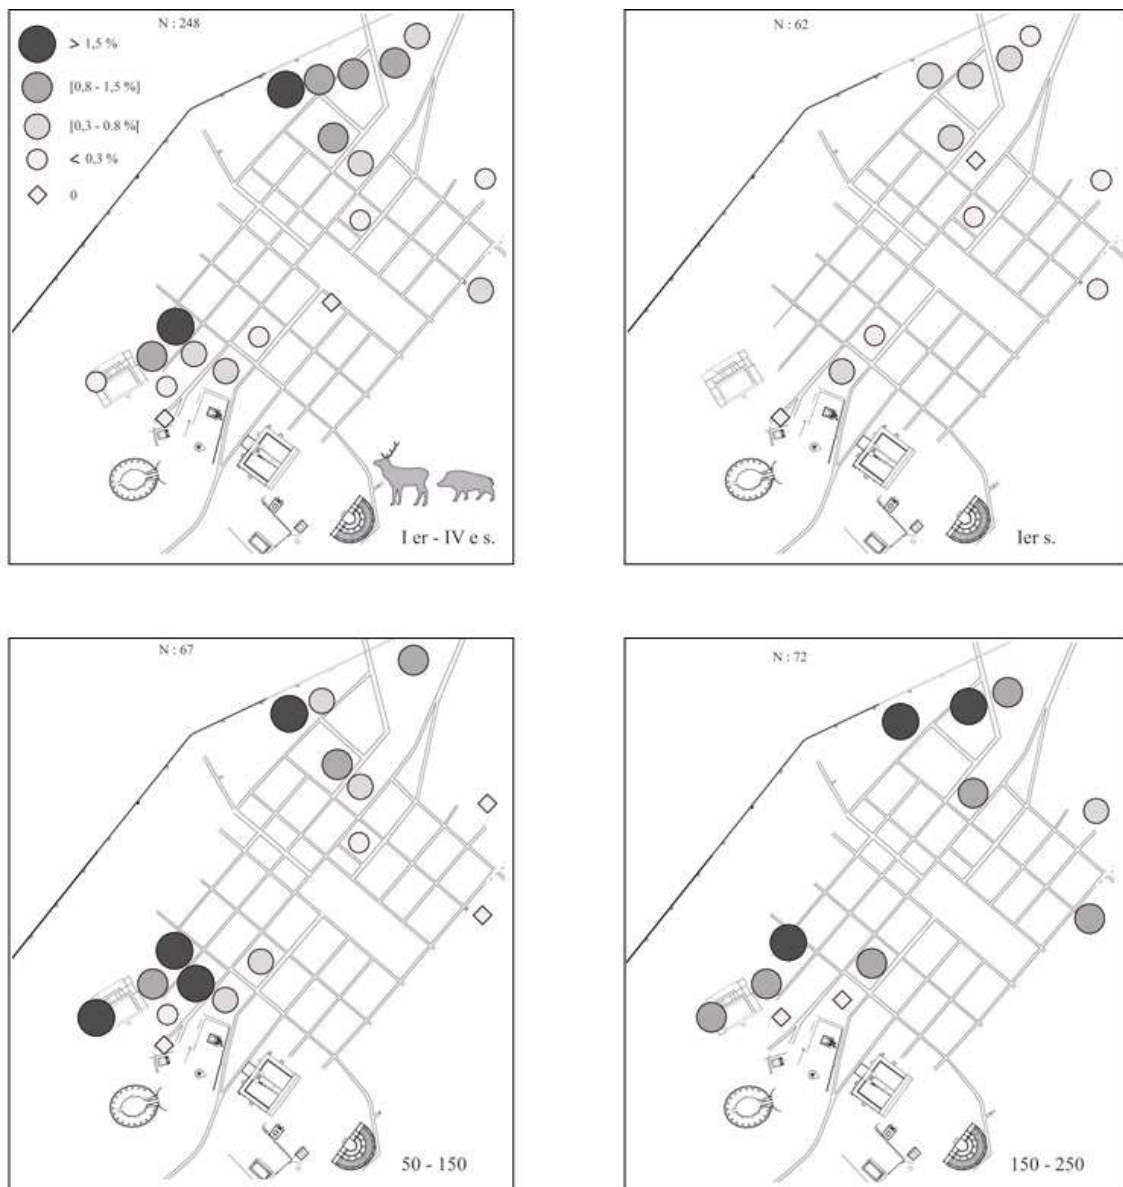 N : 248
> 1,5 %
[0,8 - 1,5 %]
[0,3 - 0.8 %[
< 0,3 %
0
I er - IV e s.
N : 62
Ier s.
N : 67
50 - 150
N : 72
150 - 250